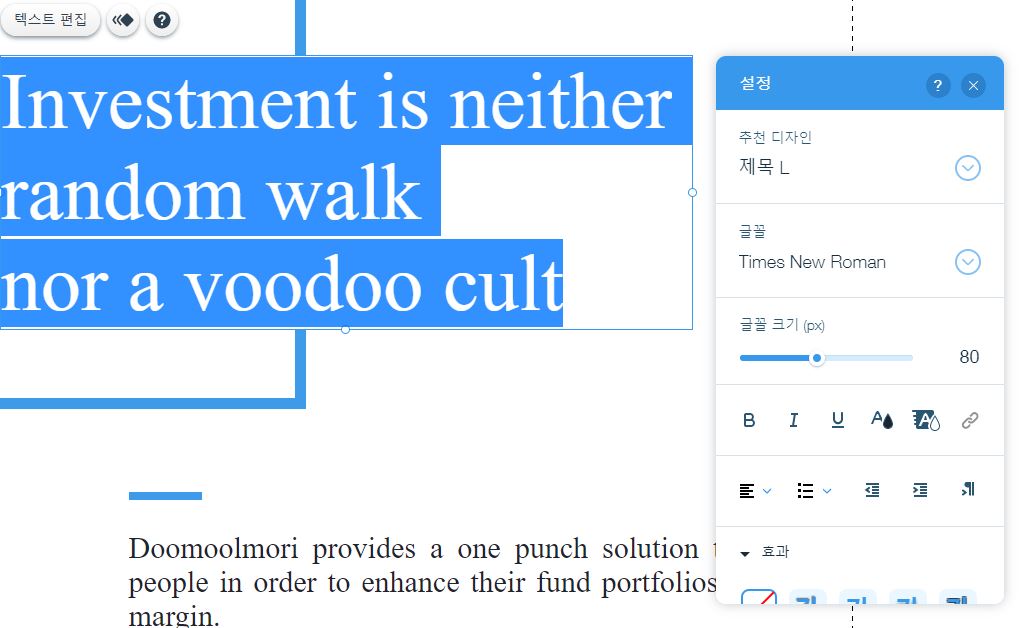 텍스트 편집
Investment is neither
random walk
nor a voodoo cult
설정
추천 디자인
제목 L
글꼴
Times New Roman
글꼴 크기 (px)
80
B I U A A
효과
Doomoolmori provides a one punch solution
people in order to enhance their fund portfolios
margin.